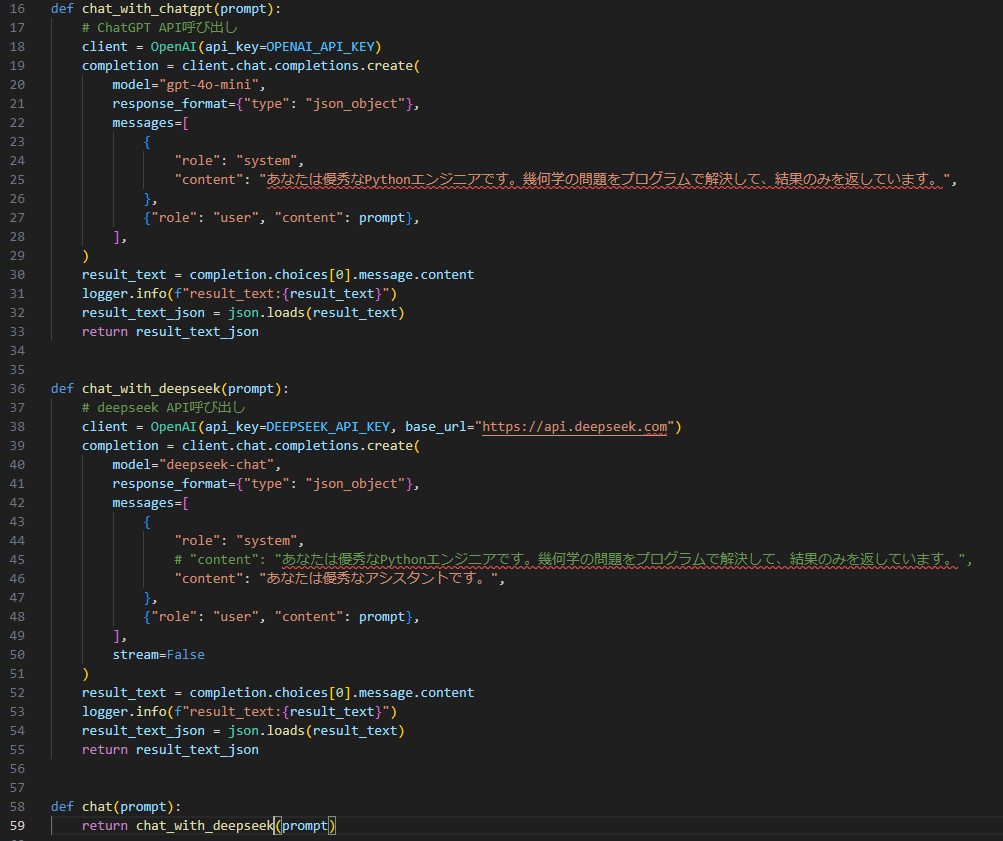 16 def chat_with_chatgpt(prompt):
17     # ChatGPT API呼び出し
18     client = OpenAI(api_key=OPENAI_API_KEY)
19     completion = client.chat.completions.create(
20         model="gpt-4o-mini",
21         response_format={"type": "json_object"},
22         messages=[
23             {
24                 "role": "system",
25                 "content": "あなたは優秀なPythonエンジニアです。幾何学の問題をプログラムで解決して、結果のみを返しています。",
26             },
27             {"role": "user", "content": prompt},
28         ],
29     )
30     result_text = completion.choices[0].message.content
31     logger.info(f"result_text:{result_text}")
32     result_text_json = json.loads(result_text)
33     return result_text_json
34
35
36 def chat_with_deepseek(prompt):
37     # deepseek API呼び出し
38     client = OpenAI(api_key=DEEPSEEK_API_KEY, base_url="https://api.deepseek.com")
39     completion = client.chat.completions.create(
40         model="deepseek-chat",
41         response_format={"type": "json_object"},
42         messages=[
43             {
44                 "role": "system",
45                 # "content": "あなたは優秀なPythonエンジニアです。幾何学の問題をプログラムで解決して、結果のみを返しています。",
46                 "content": "あなたは優秀なアシスタントです。",
47             },
48             {"role": "user", "content": prompt},
49         ],
50         stream=False
51     )
52     result_text = completion.choices[0].message.content
53     logger.info(f"result_text:{result_text}")
54     result_text_json = json.loads(result_text)
55     return result_text_json
56
57
58 def chat(prompt):
59     return chat_with_deepseek(prompt)